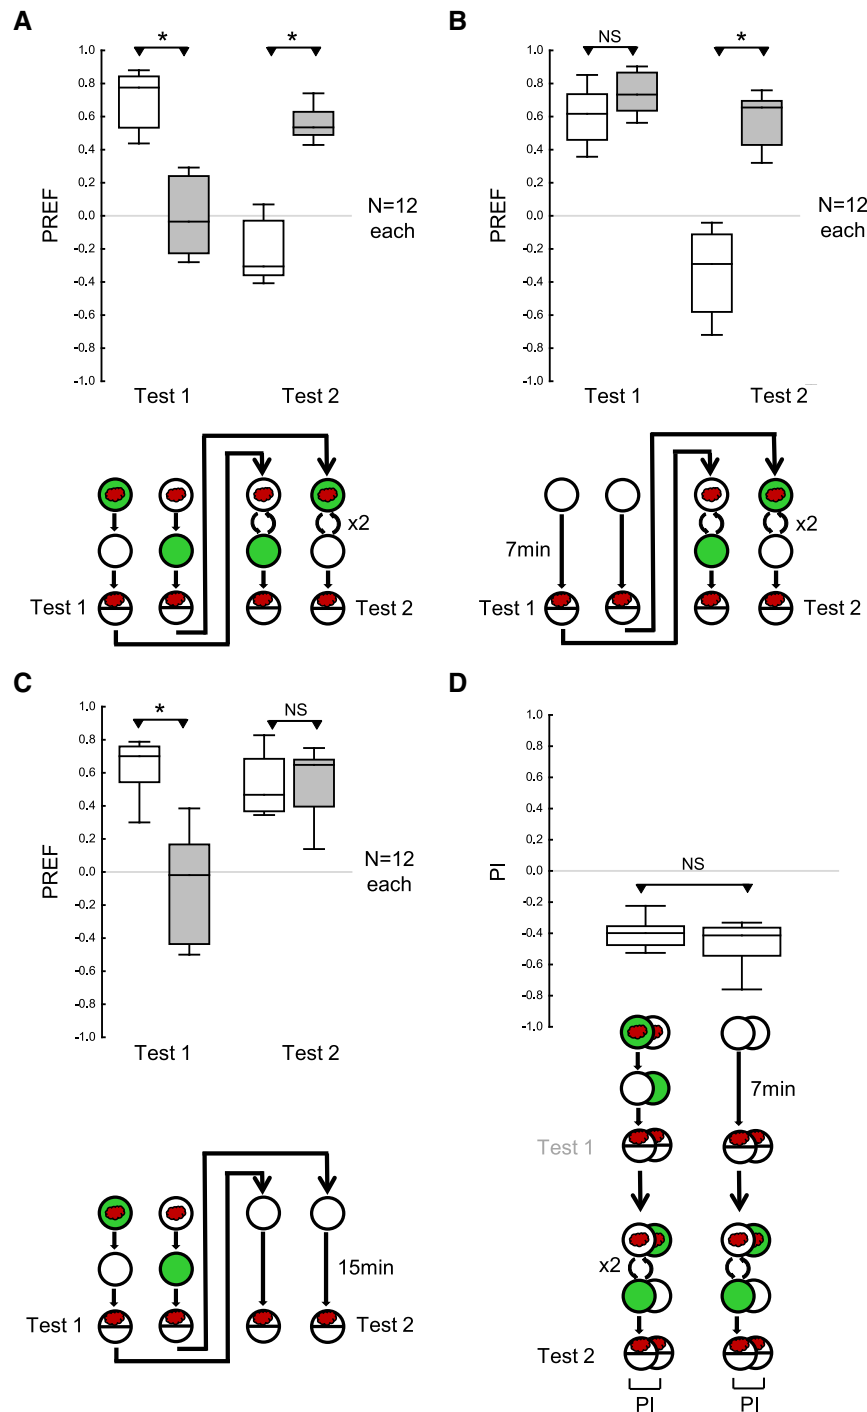 A
1.0
0.8
0.6
0.4
0.2
0.0
-0.2
-0.4
-0.6
-0.8
-1.0
PREF
*
*
N=12
each
Test 1
Test 2
x2
Test 1
Test 2
B
1.0
0.8
0.6
0.4
0.2
0.0
-0.2
-0.4
-0.6
-0.8
-1.0
PREF
NS
*
N=12
each
Test 1
Test 2
7min
x2
Test 1
Test 2
C
1.0
0.8
0.6
0.4
0.2
0.0
-0.2
-0.4
-0.6
-0.8
-1.0
PREF
*
NS
N=12
each
Test 1
Test 2
15min
Test 1
Test 2
D
1.0
0.8
0.6
0.4
0.2
0.0
-0.2
-0.4
-0.6
-0.8
-1.0
PI
NS
7min
Test 1
x2
Test 2
PI
PI